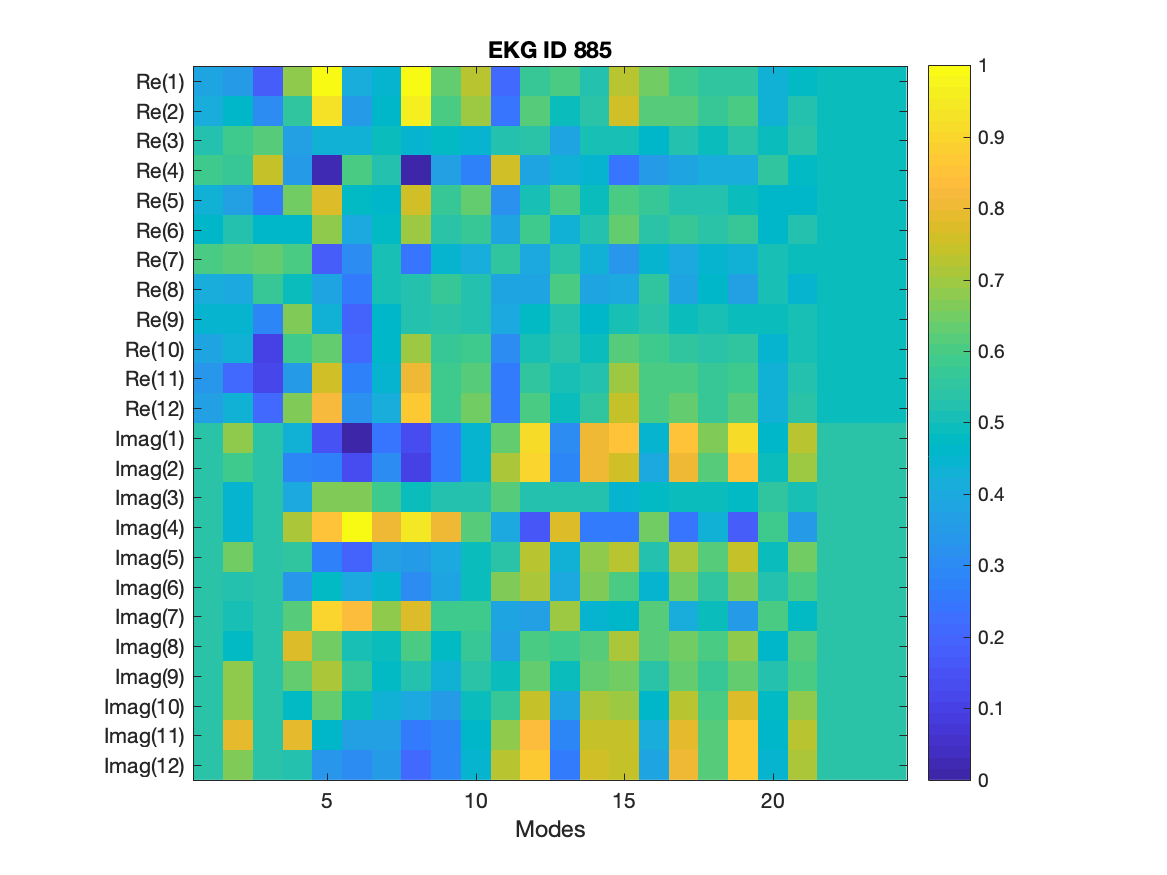 EKG ID 885
Re(1)
Re(2)
Re(3)
Re(4)
Re(5)
Re(6)
Re(7)
Re(8)
Re(9)
Re(10)
Re(11)
Re(12)
Imag(1)
Imag(2)
Imag(3)
Imag(4)
Imag(5)
Imag(6)
Imag(7)
Imag(8)
Imag(9)
Imag(10)
Imag(11)
Imag(12)
5 10 15 20
Modes
1
0.9
0.8
0.7
0.6
0.5
0.4
0.3
0.2
0.1
0